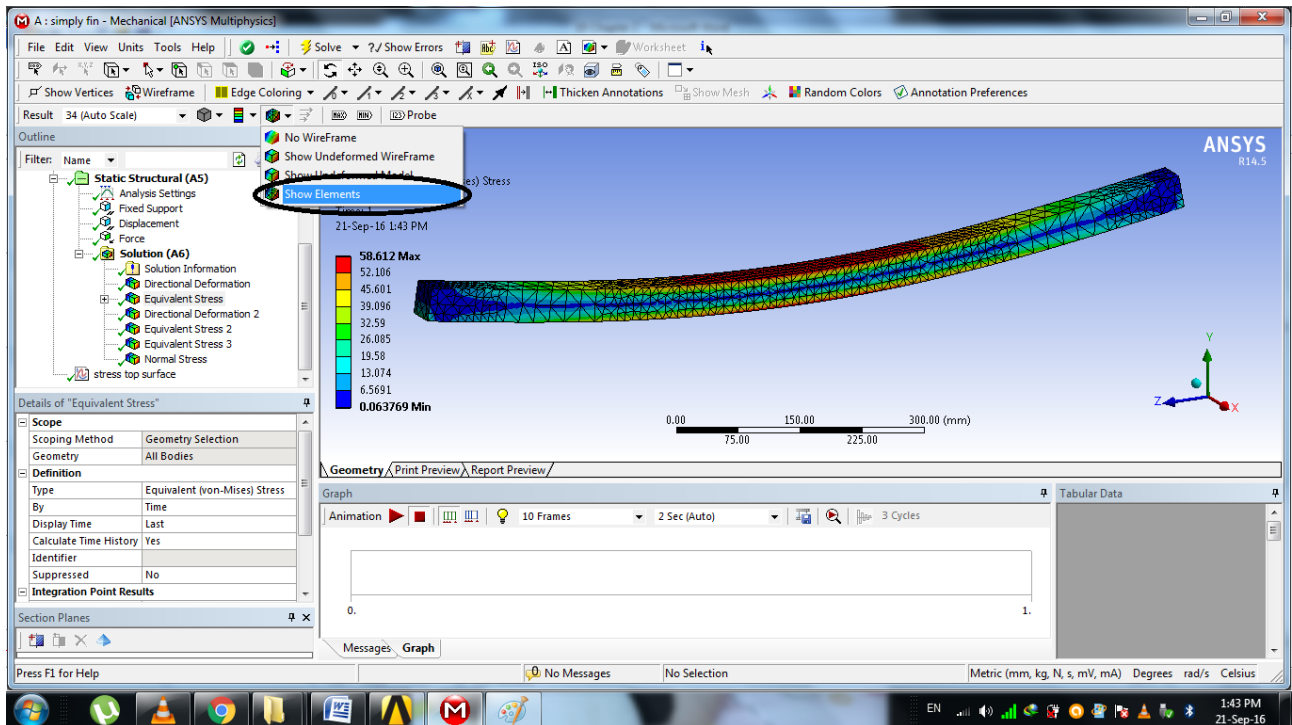 A : simply fin - Mechanical [ANSYS Multiphysics]
File Edit View Units Tools Help Solve ?/ Show Errors Worksheet
Show Vertices Wireframe Edge Coloring Thicken Annotations Show Mesh Random Colors Annotation Preferences
Result 34 (Auto Scale) MAX MIN 123 Probe
Outline
Filter: Name
Static Structural (A5)
Analysis Settings
Fixed Support
Displacement
Force
Solution (A6)
Solution Information
Directional Deformation
Equivalent Stress
Directional Deformation 2
Equivalent Stress 2
Equivalent Stress 3
Normal Stress
stress top surface
No WireFrame
Show Undeformed WireFrame
Show Undeformed Model
Show Elements
es) Stress
21-Sep-16 1:43 PM
58.612 Max
52.106
45.601
39.096
32.59
26.085
19.58
13.074
6.5691
0.063769 Min
ANSYS
R14.5
0.00 150.00 300.00 (mm)
75.00 225.00
Y
Z X
Details of "Equivalent Stress"
Scope
Scoping Method Geometry Selection
Geometry All Bodies
Definition
Type Equivalent (von-Mises) Stress
By Time
Display Time Last
Calculate Time History Yes
Identifier
Suppressed No
Integration Point Results
Section Planes
Geometry Print Preview Report Preview
Graph
Animation 10 Frames 2 Sec (Auto) 3 Cycles
0. 1.
Messages Graph
Tabular Data
Press F1 for Help No Messages No Selection Metric (mm, kg, N, s, mV, mA) Degrees rad/s Celsius
EN 1:43 PM
21-Sep-16